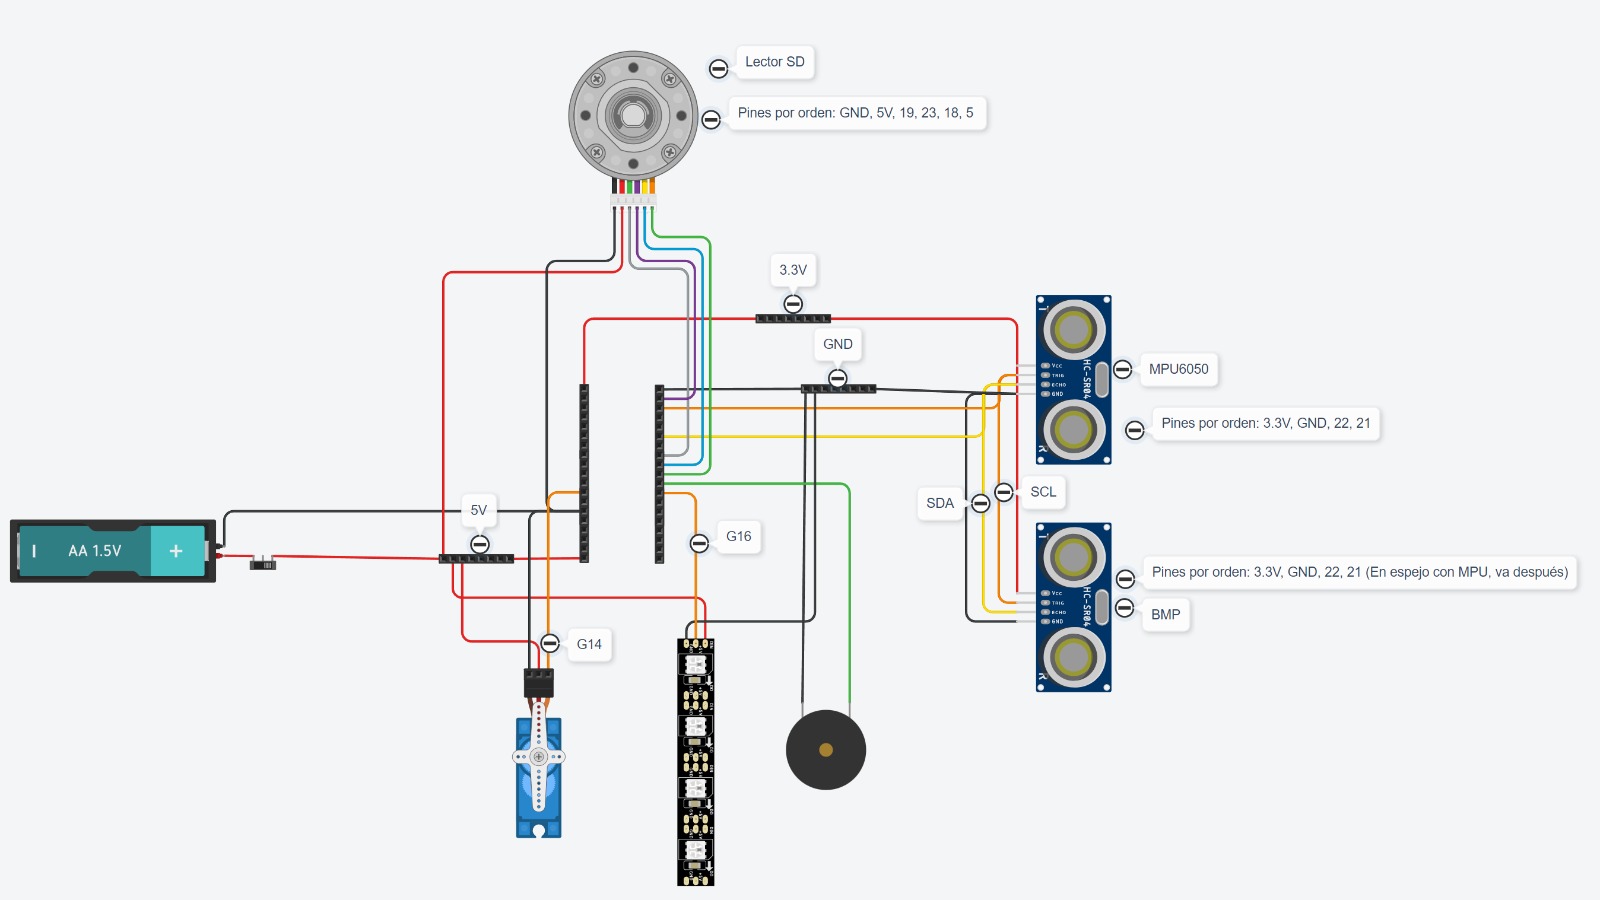 Lector SD
Pines por orden: GND, 5V, 19, 23, 18, 5
3.3V
GND
Vcc
TRIG
ECHO
GND
HC-SR04
MPU6050
Pines por orden: 3.3V, GND, 22, 21
SDA
SCL
5V
G16
AA 1.5V
+
Vcc
TRIG
ECHO
GND
HC-SR04
Pines por orden: 3.3V, GND, 22, 21 (En espejo con MPU, va después)
BMP
G14